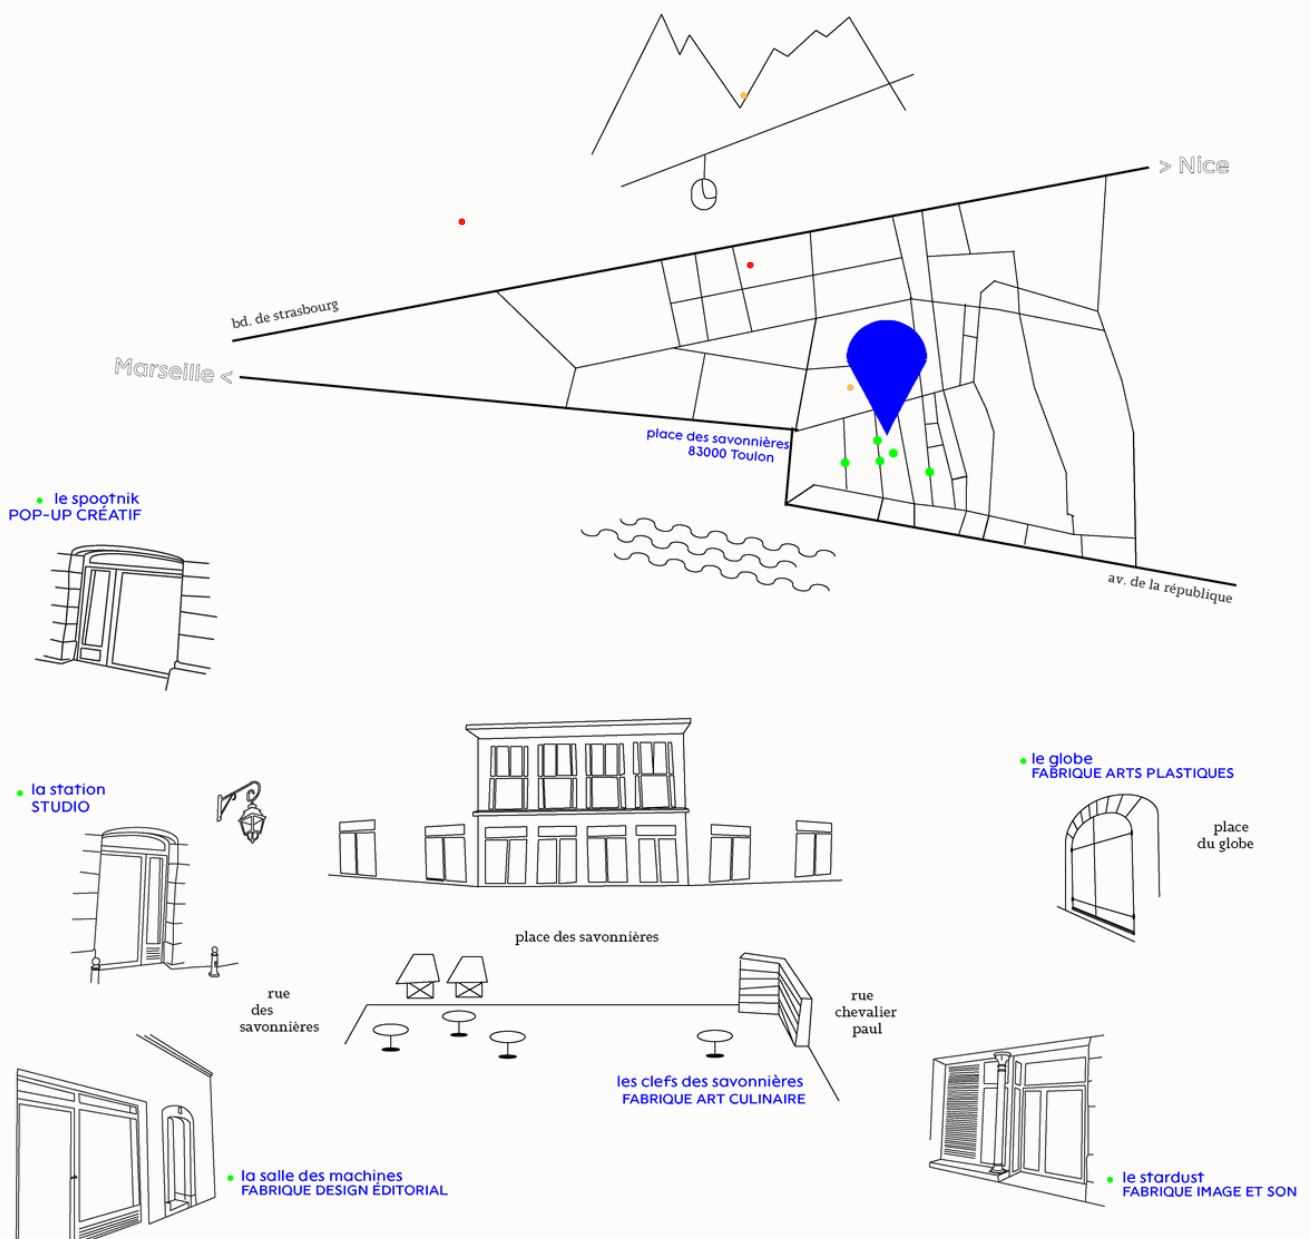 > Nice
bd. de strasbourg
Marseille <
place des savonnières
83000 Toulon
le spootnik
POP-UP CRÉATIF
av. de la république
le globe
FABRIQUE ARTS PLASTIQUES
la station
STUDIO
place
du globe
place des savonnières
rue
des
savonnières
rue
chevalier
paul
les clefs des savonnières
FABRIQUE ART CULINAIRE
la salle des machines
FABRIQUE DESIGN ÉDITORIAL
le stardust
FABRIQUE IMAGE ET SON